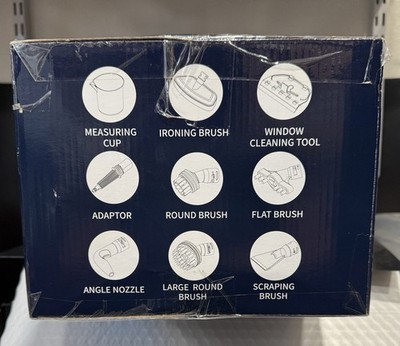 MEASURING
CUP
IRONING BRUSH
WINDOW
CLEANING TOOL
ADAPTOR
ROUND BRUSH
FLAT BRUSH
ANGLE NOZZLE
LARGE ROUND
BRUSH
SCRAPING
BRUSH